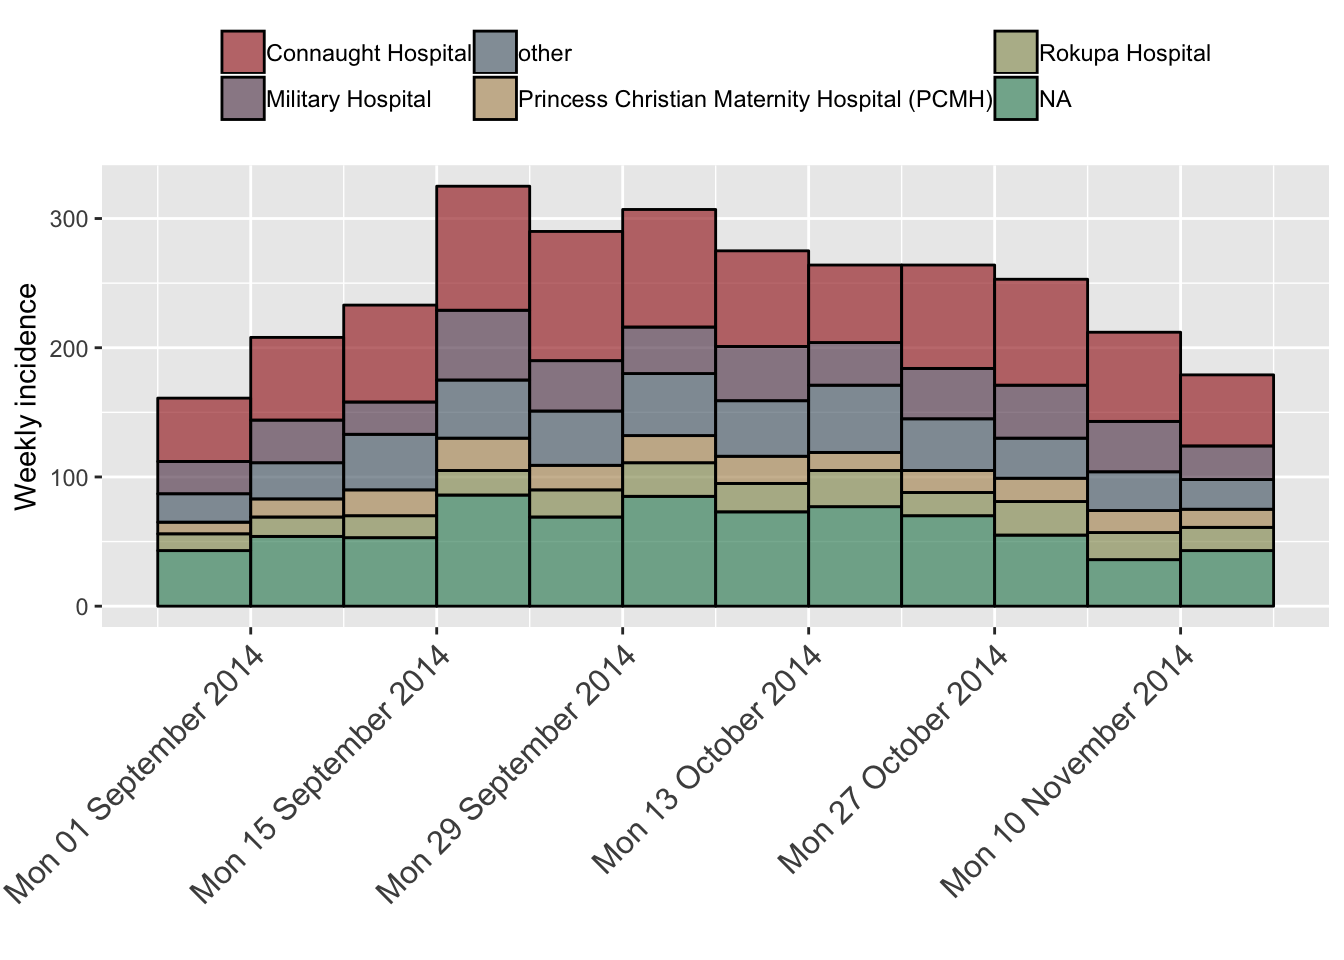 Connaught Hospital
other
Rokupa Hospital
Military Hospital
Princess Christian Maternity Hospital (PCMH)
NA
Weekly incidence
300
200
100
0
Mon 01 September 2014
Mon 15 September 2014
Mon 29 September 2014
Mon 13 October 2014
Mon 27 October 2014
Mon 10 November 2014